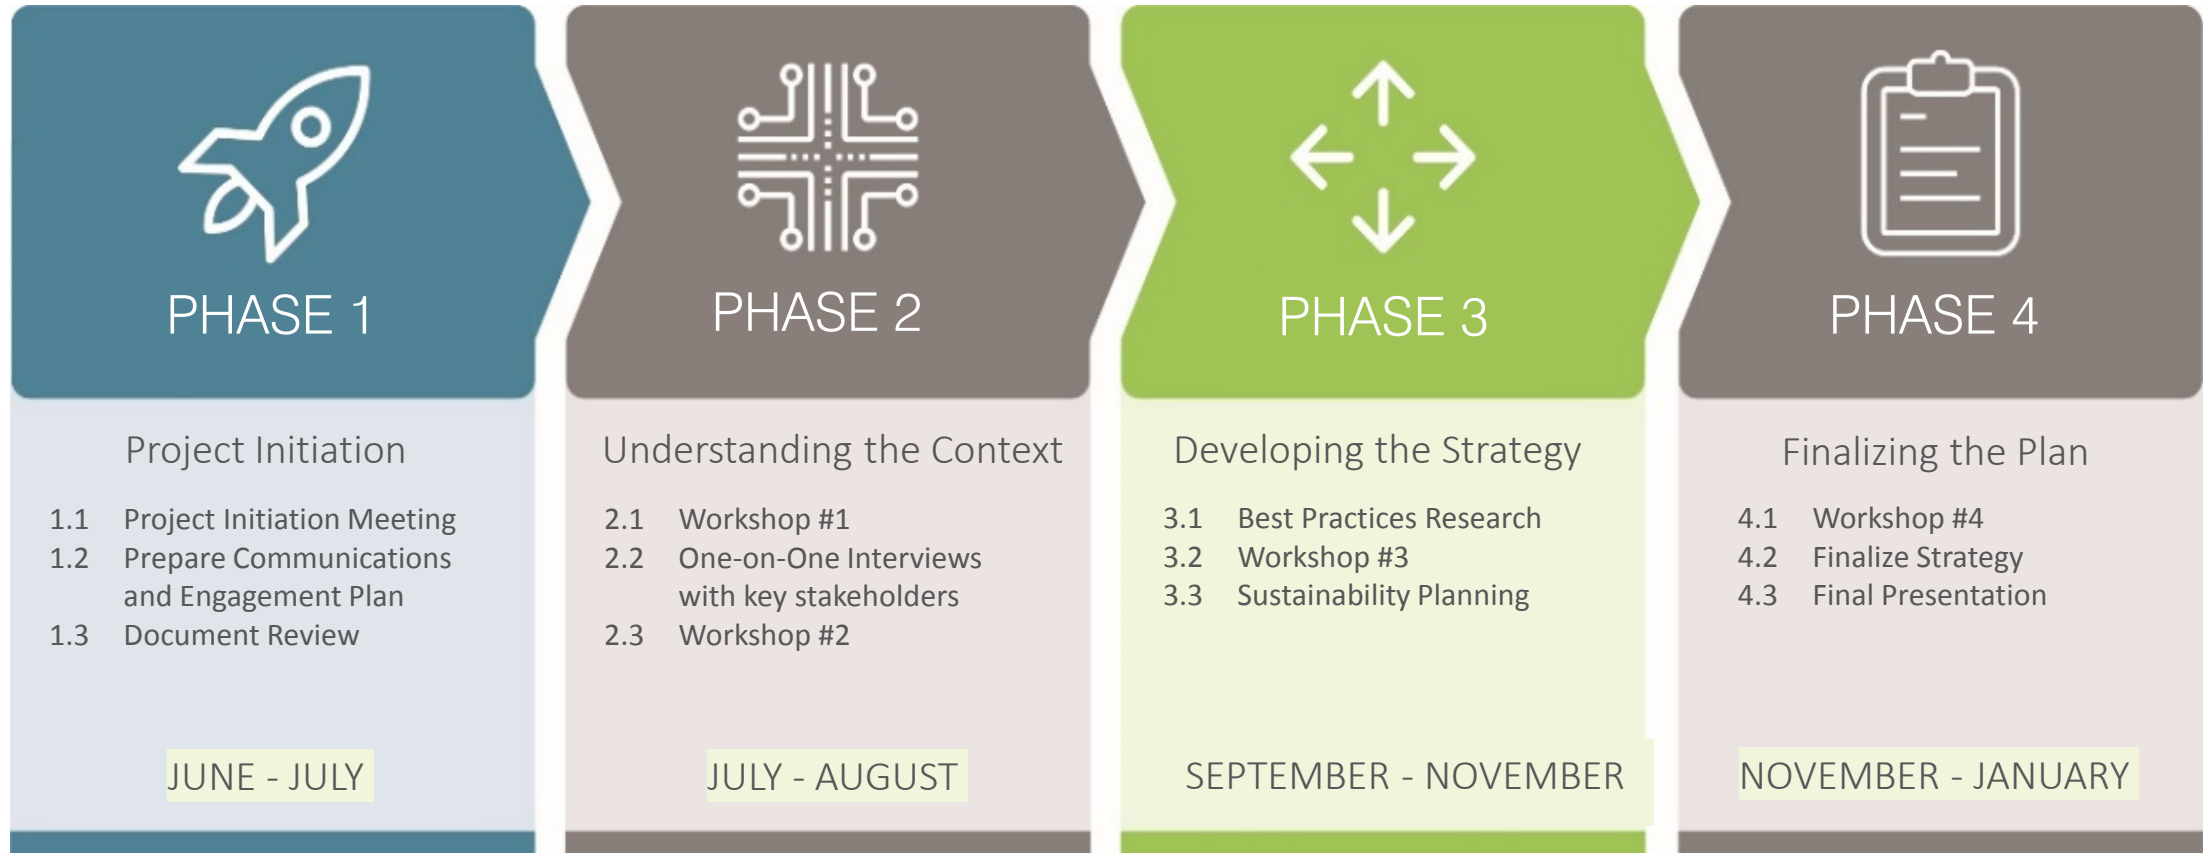 PHASE 1
Project Initiation
1.1 Project Initiation Meeting
1.2 Prepare Communications
and Engagement Plan
1.3 Document Review
JUNE - JULY
PHASE 2
Understanding the Context
2.1 Workshop #1
2.2 One-on-One Interviews
with key stakeholders
2.3 Workshop #2
JULY - AUGUST
PHASE 3
Developing the Strategy
3.1 Best Practices Research
3.2 Workshop #3
3.3 Sustainability Planning
SEPTEMBER - NOVEMBER
PHASE 4
Finalizing the Plan
4.1 Workshop #4
4.2 Finalize Strategy
4.3 Final Presentation
NOVEMBER - JANUARY